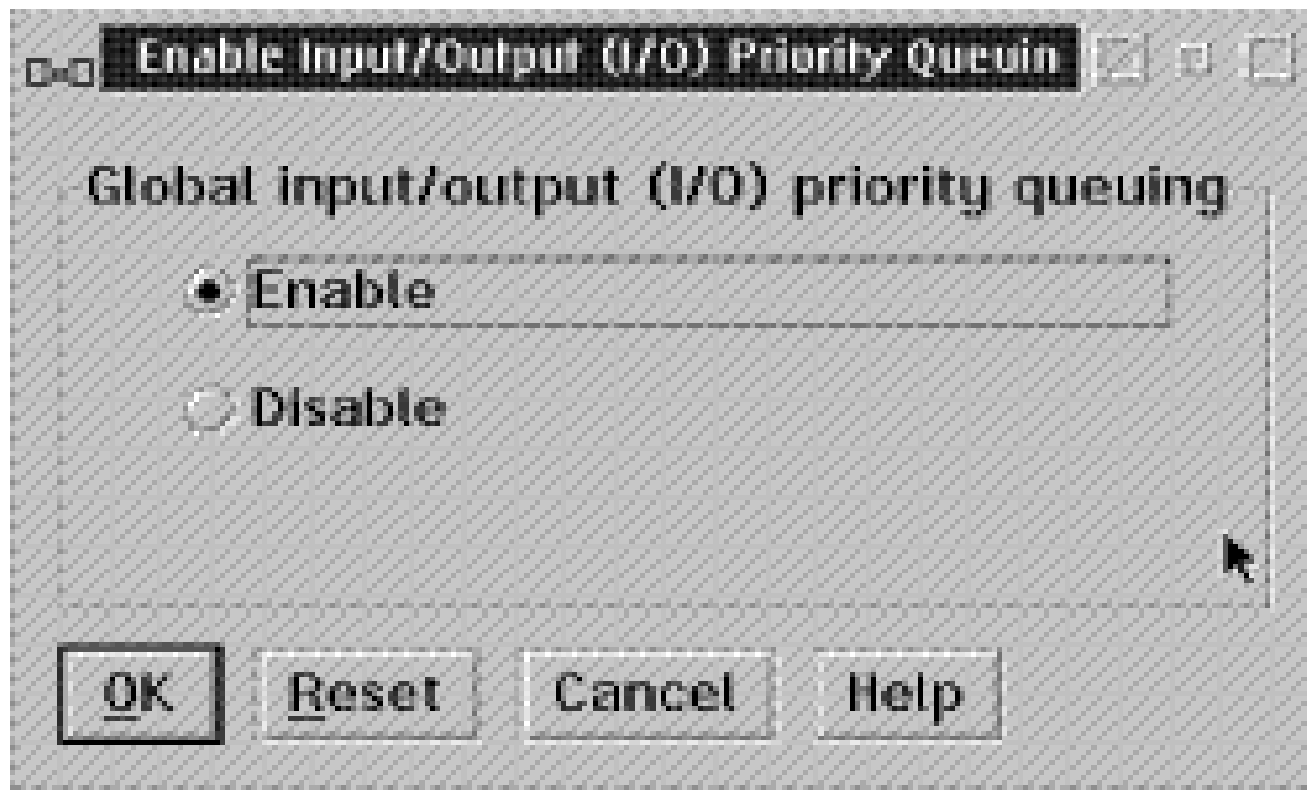 Enable Input/Output (I/O) Priority Queuin
Global input/output (I/O) priority queuing
Enable
Disable
OK Reset Cancel Help